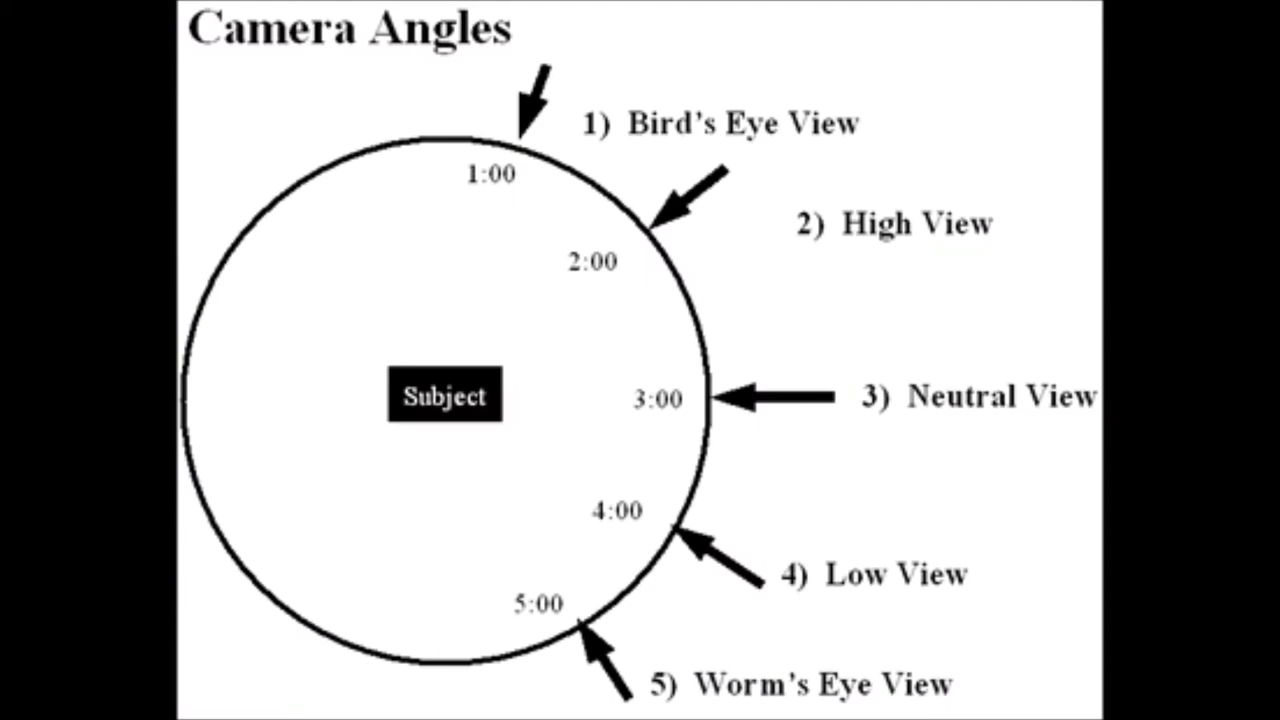 Camera Angles
1) Bird's Eye View
1:00
2) High View
2:00
Subject
3:00
3) Neutral View
4:00
4) Low View
5:00
5) Worm's Eye View